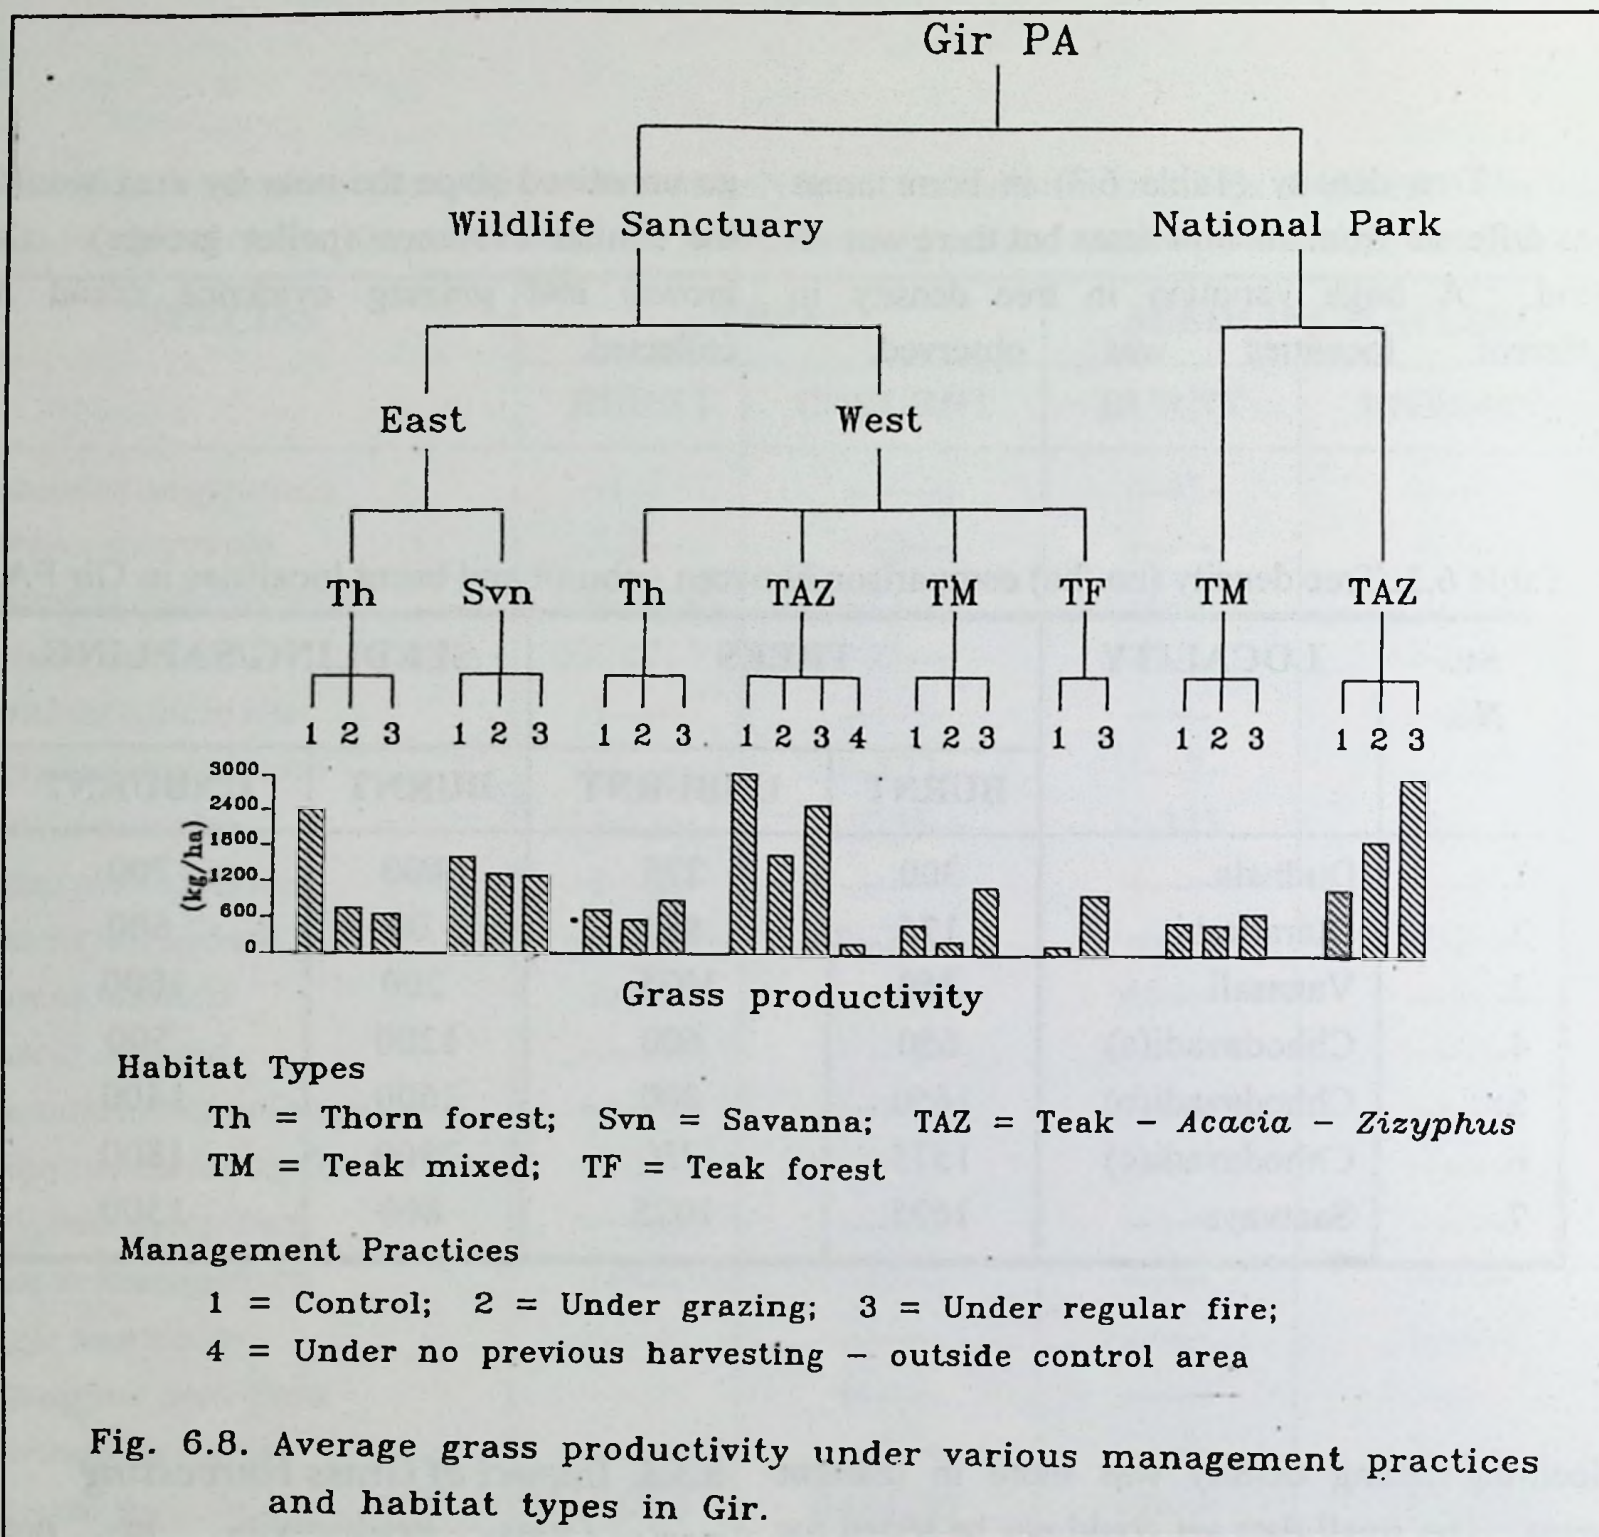 Gir PA
Wildlife Sanctuary National Park
East West
Th Svn Th TAZ TM TF TM TAZ
1 2 3 1 2 3 1 2 3 1 2 3 4 1 2 3 1 3 1 2 3 1 2 3
3000
2400
1800
1200
600
0
(kg/ha)
Grass productivity
Habitat Types
Th = Thorn forest; Svn = Savanna; TAZ = Teak – Acacia – Zizyphus
TM = Teak mixed; TF = Teak forest
Management Practices
1 = Control; 2 = Under grazing; 3 = Under regular fire;
4 = Under no previous harvesting – outside control area
Fig. 6.8. Average grass productivity under various management practices
and habitat types in Gir.